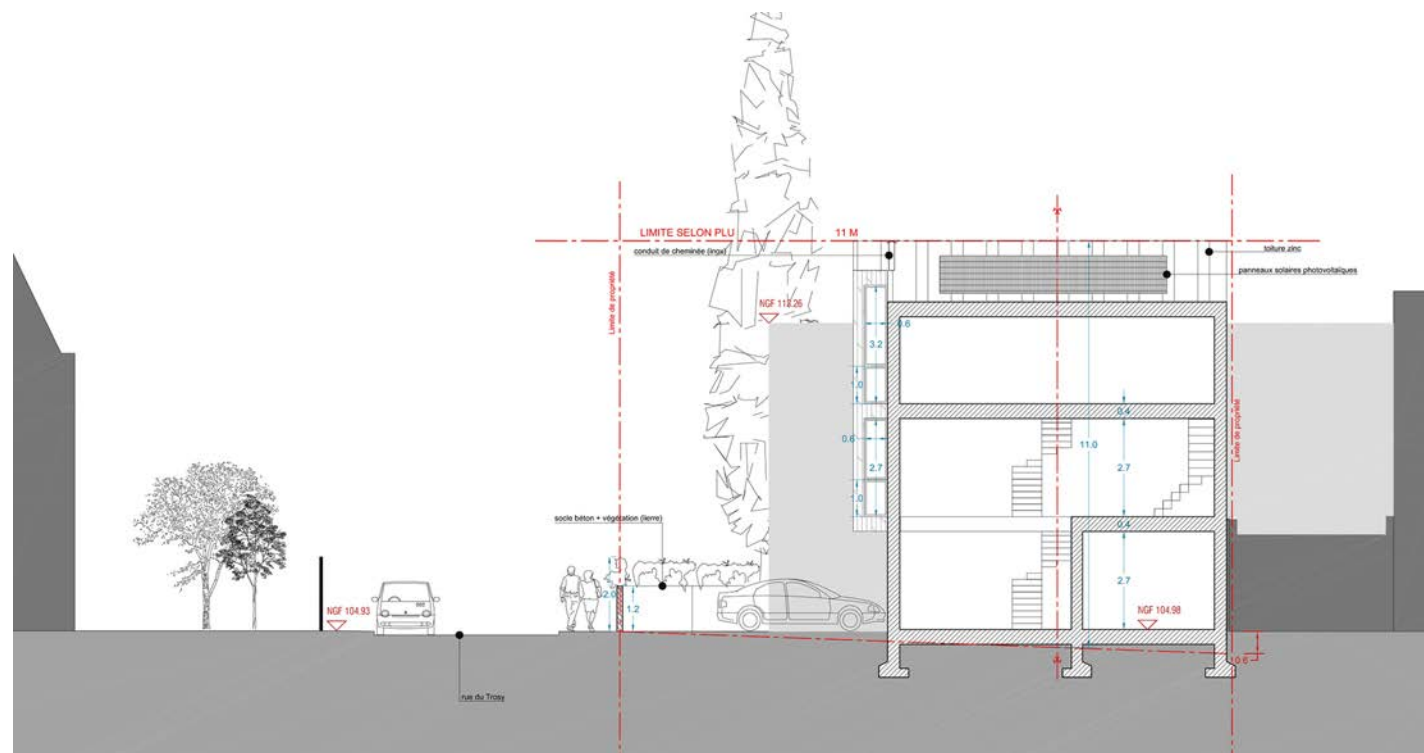 LIMITE SELON PLU 11 M
conduit de cheminée (inox)
toiture zinc
panneaux solaires photovoltaïques
Limite de propriété
NGF 113.26
0.6
3.2
1.0
0.4
11.0
Limite de propriété
0.6
2.7
2.7
1.0
socle béton + végétation (lierre)
0.4
2.0
1.2
2.7
NGF 104.93
NGF 104.98
0.6
rue du Trosy